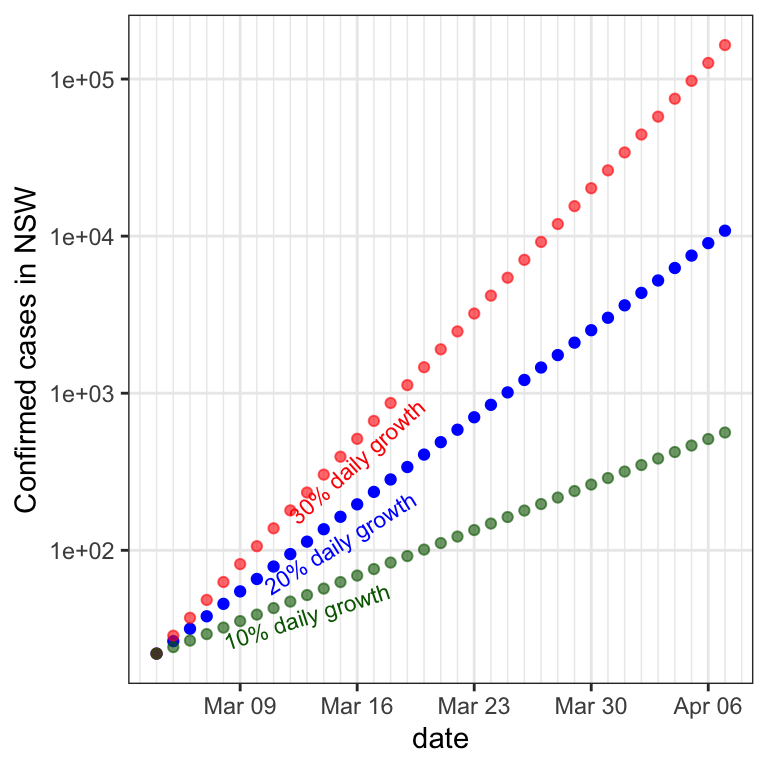 1e+05
1e+04
1e+03
1e+02
Confirmed cases in NSW
30% daily growth
20% daily growth
10% daily growth
Mar 09
Mar 16
Mar 23
Mar 30
Apr 06
date